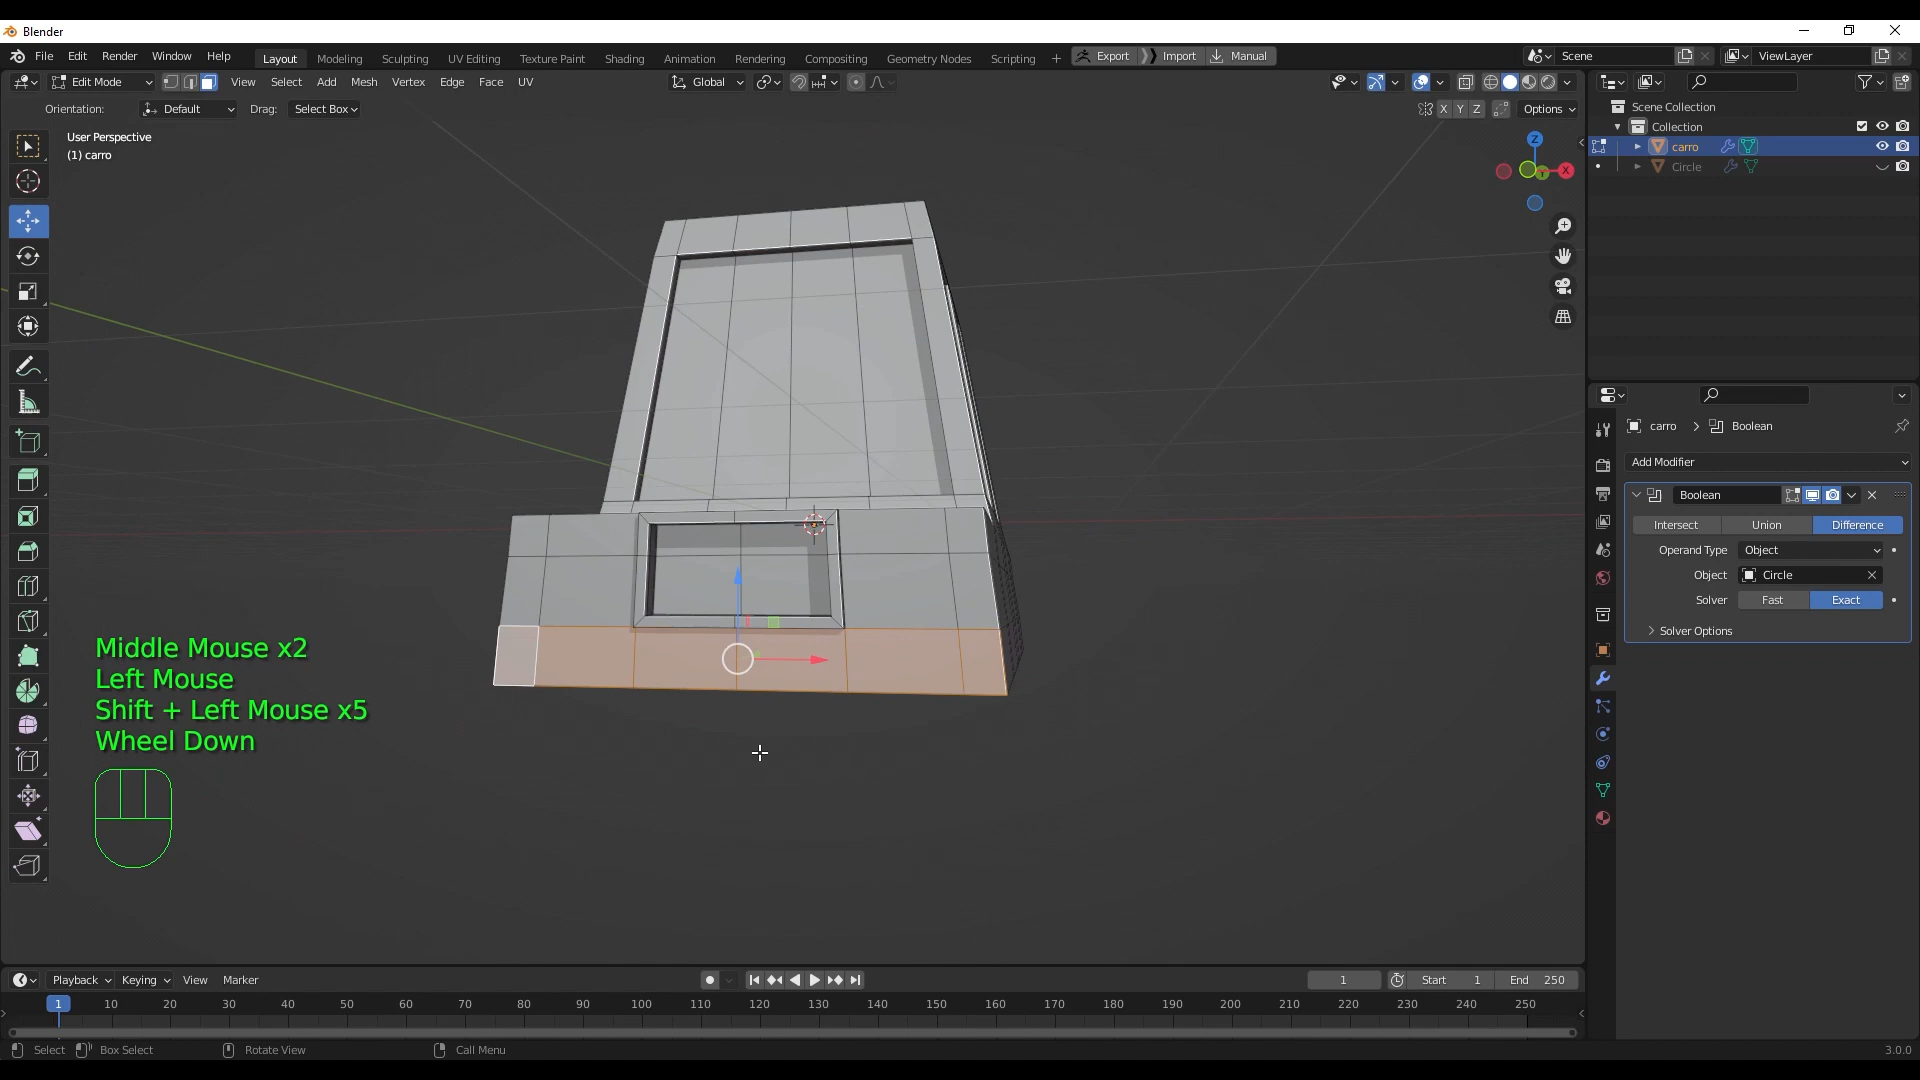 Blender
File Edit Render Window Help Layout Modeling Sculpting UV Editing Texture Paint Shading Animation Rendering Compositing Geometry Nodes Scripting + Export Import Manual Scene ViewLayer
Edit Mode View Select Add Mesh Vertex Edge Face UV Global
Orientation: Default Drag: Select Box X Y Z Options
Scene Collection
Collection
carro
Circle
User Perspective
(1) carro
Z
X
carro > Boolean
Add Modifier
Boolean
Intersect Union Difference
Operand Type Object
Object Circle
Solver Fast Exact
Solver Options
Middle Mouse x2
Left Mouse
Shift + Left Mouse x5
Wheel Down
Playback Keying View Marker 1 Start 1 End 250
1 10 20 30 40 50 60 70 80 90 100 110 120 130 140 150 160 170 180 190 200 210 220 230 240 250
Select Box Select Rotate View Call Menu 3.0.0